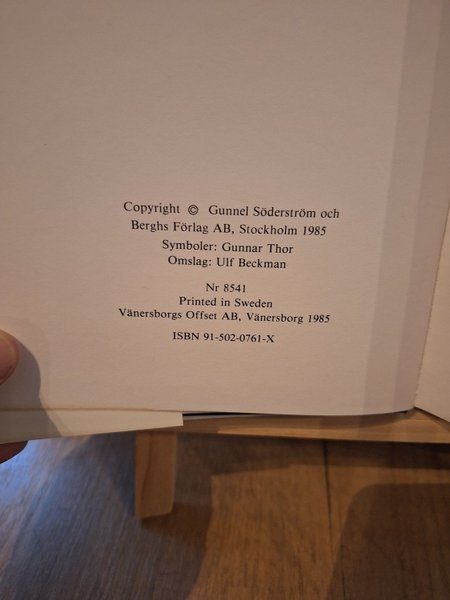 Copyright © Gunnel Söderström och
Berghs Förlag AB, Stockholm 1985
Symboler: Gunnar Thor
Omslag: Ulf Beckman
Nr 8541
Printed in Sweden
Vänersborgs Offset AB, Vänersborg 1985
ISBN 91-502-0761-X